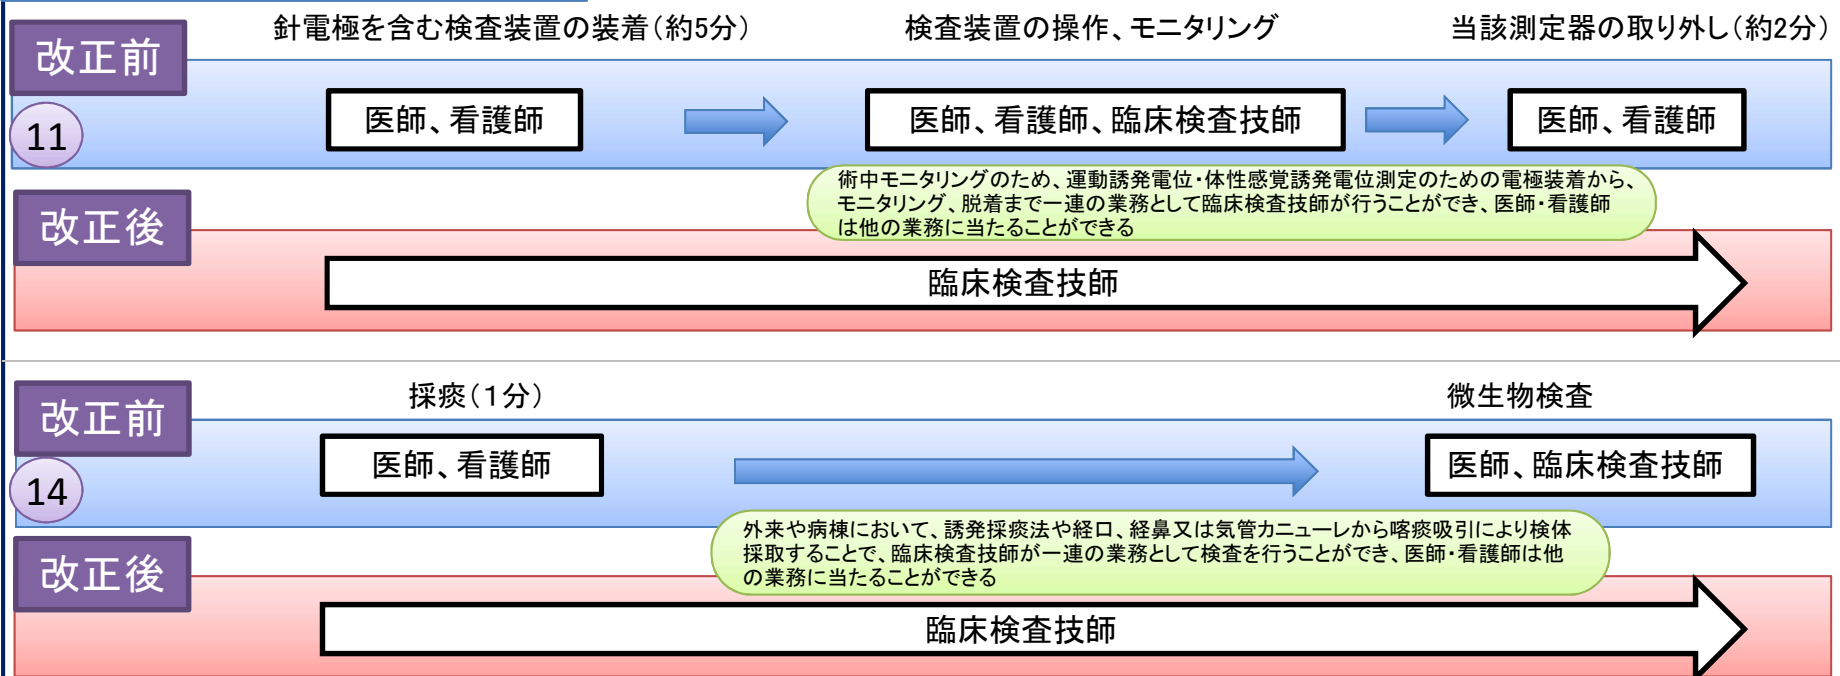 針電極を含む検査装置の装着（約5分）
検査装置の操作、モニタリング
当該測定器の取り外し（約2分）
改正前
11
医師、看護師
医師、看護師、臨床検査技師
医師、看護師
術中モニタリングのため、運動誘発電位・体性感覚誘発電位測定のための電極装着から、
モニタリング、脱着まで一連の業務として臨床検査技師が行うことができ、医師・看護師
は他の業務に当たることができる
改正後
臨床検査技師
改正前
採痰（１分）
微生物検査
14
医師、看護師
医師、臨床検査技師
外来や病棟において、誘発採痰法や経口、経鼻又は気管カニューレから喀痰吸引により検体
採取することで、臨床検査技師が一連の業務として検査を行うことができ、医師・看護師は他
の業務に当たることができる
改正後
臨床検査技師